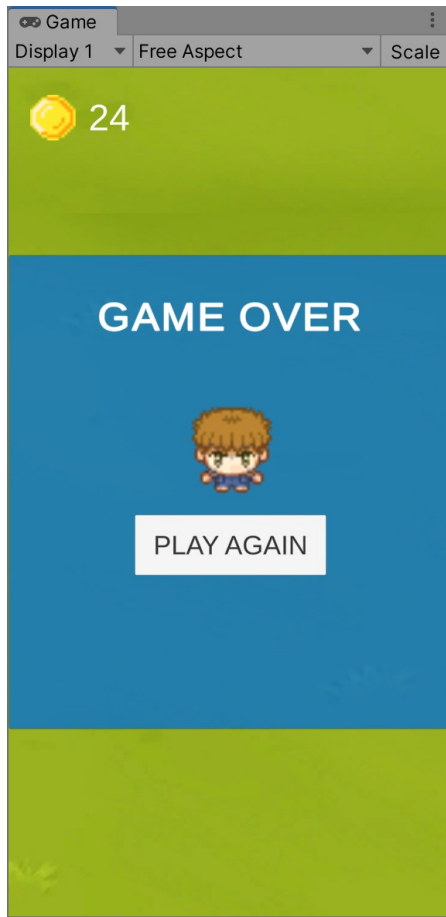 Game
Display 1 Free Aspect Scale
24
GAME OVER
PLAY AGAIN